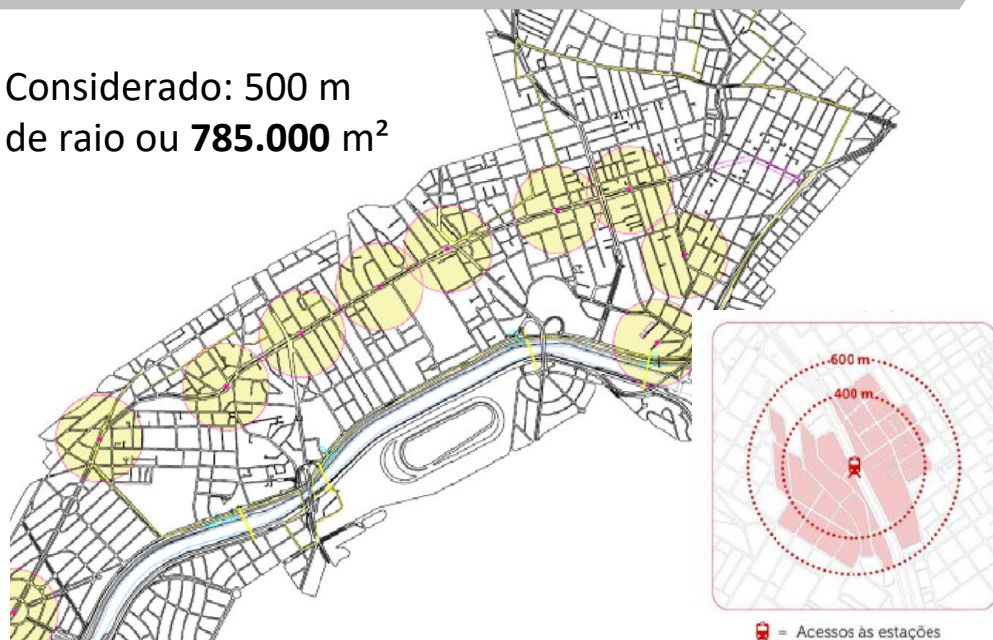 Considerado: 500 m
de raio ou 785.000 m²
600 m
400 m
= Acessos às estações